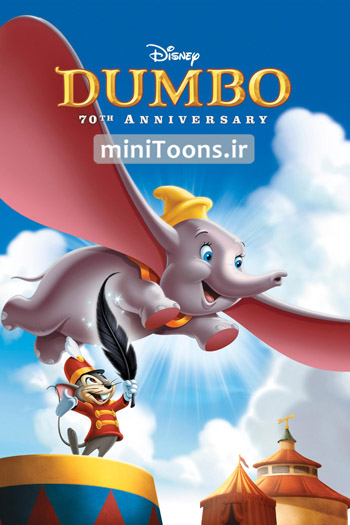 Disney
DUMBO
70TH ANNIVERSARY
miniToons.ir